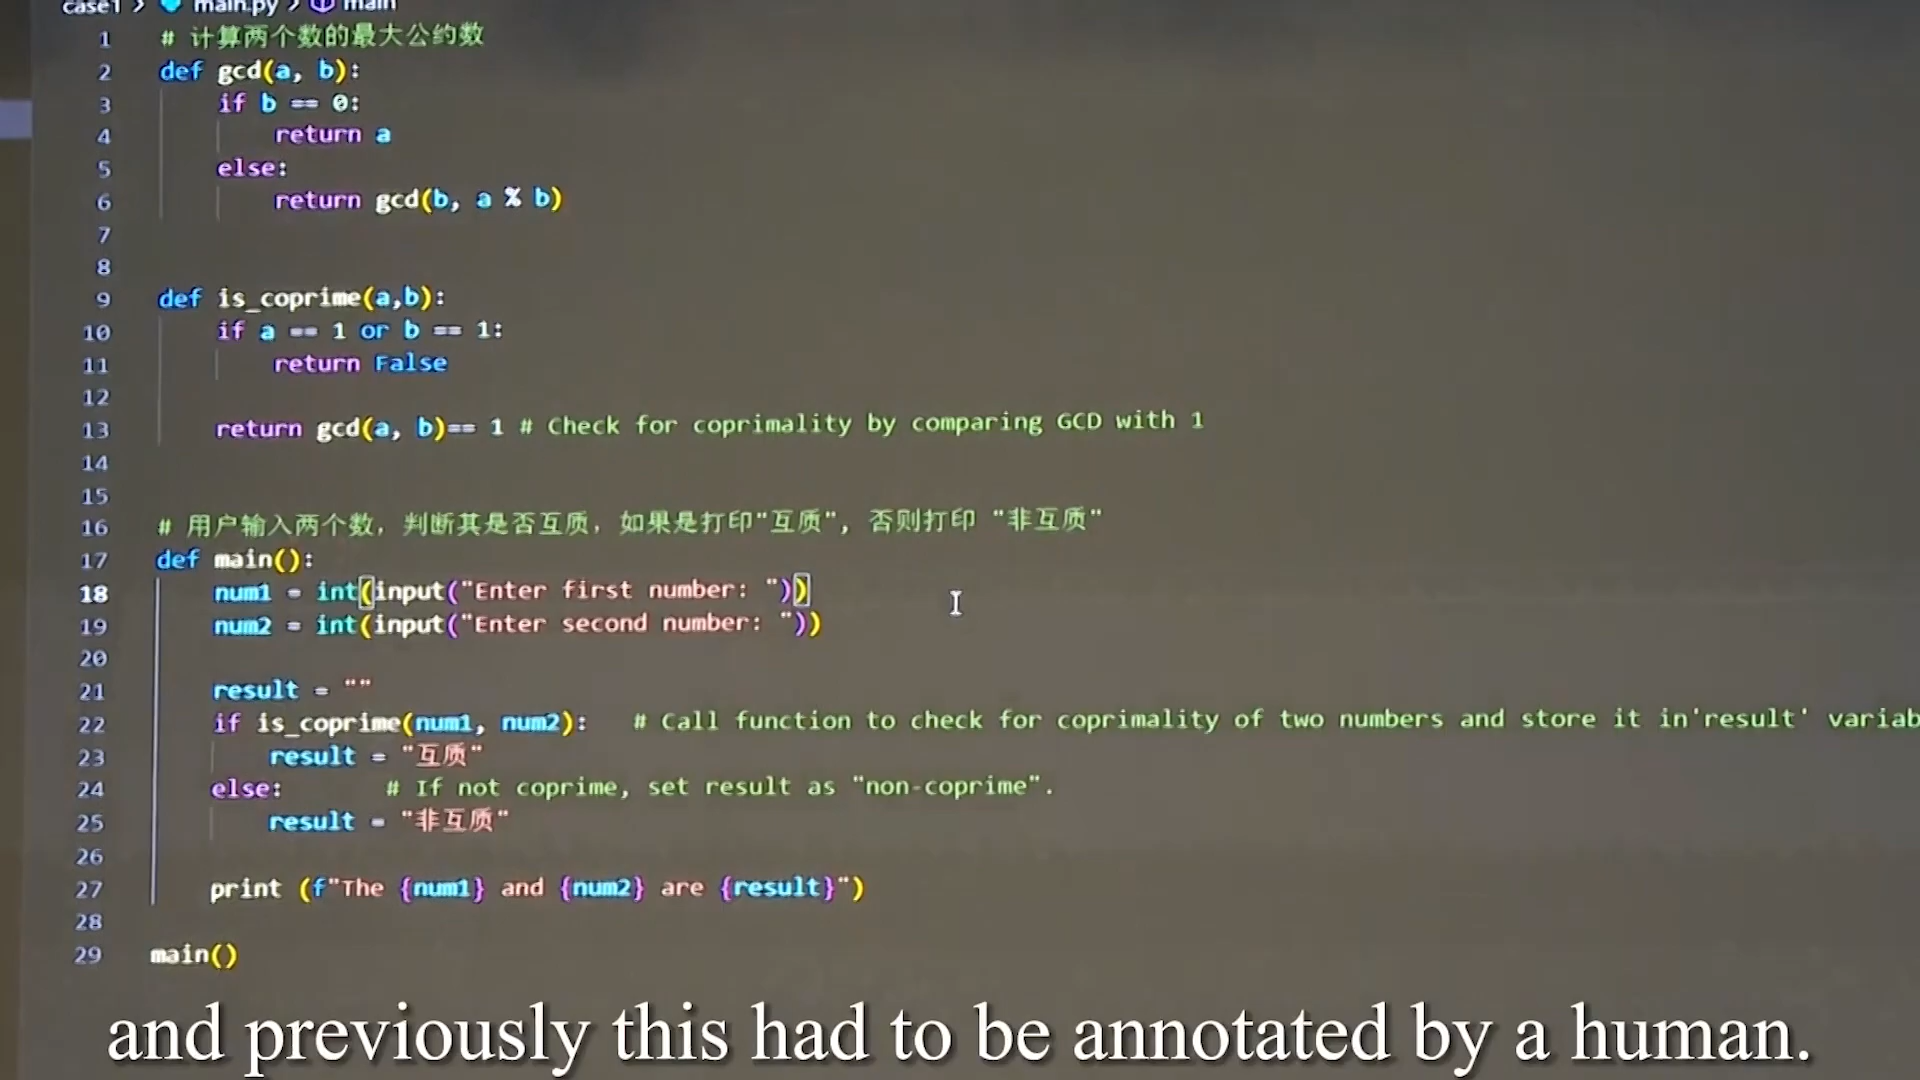 case1 > main.py > main
1 # 计算两个数的最大公约数
2 def gcd(a, b):
3 if b == 0:
4 return a
5 else:
6 return gcd(b, a % b)
7
8
9 def is_coprime(a,b):
10 if a == 1 or b == 1:
11 return False
12
13 return gcd(a, b)== 1 # Check for coprimality by comparing GCD with 1
14
15
16 # 用户输入两个数，判断其是否互质，如果是打印"互质", 否则打印 "非互质"
17 def main():
18 num1 = int(input("Enter first number: "))
19 num2 = int(input("Enter second number: "))
20
21 result = ""
22 if is_coprime(num1, num2): # Call function to check for coprimality of two numbers and store it in'result' variab
23 result = "互质"
24 else: # If not coprime, set result as "non-coprime".
25 result = "非互质"
26
27 print (f"The {num1} and {num2} are {result}")
28
29 main()
and previously this had to be annotated by a human.